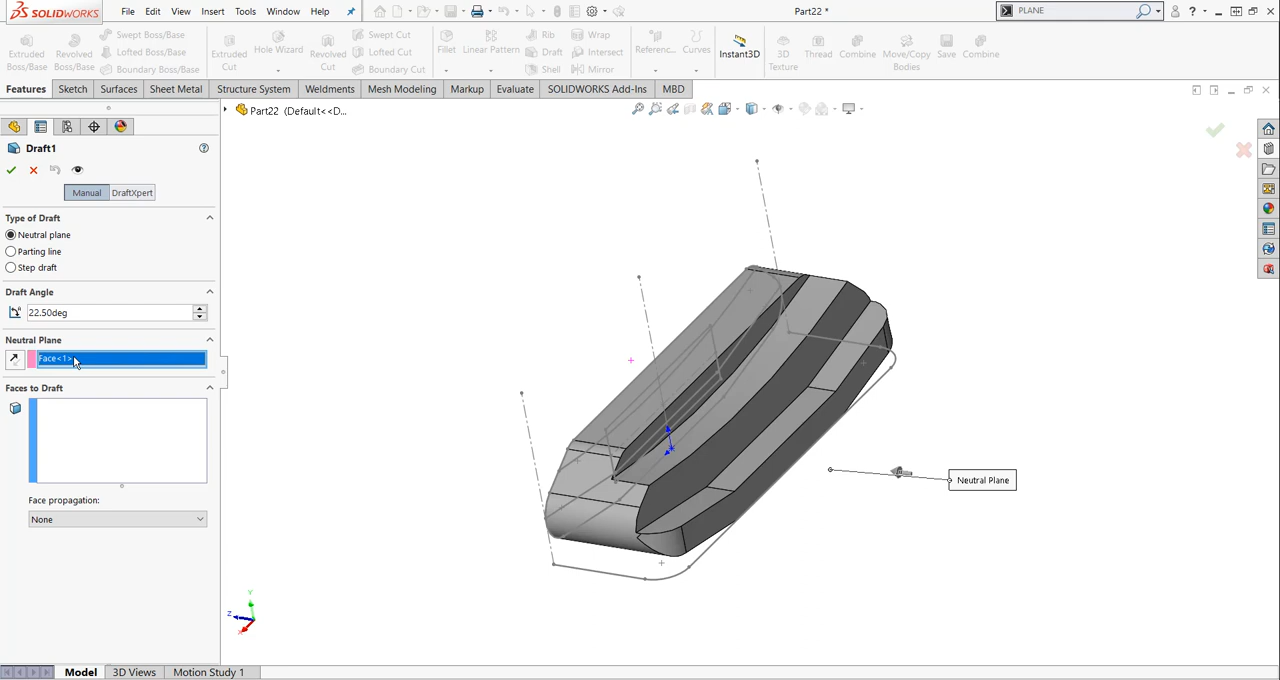 SOLIDWORKS File Edit View Insert Tools Window Help Part22 * PLANE
Extruded Boss/Base Revolved Boss/Base Swept Boss/Base Lofted Boss/Base Boundary Boss/Base Extruded Cut Hole Wizard Revolved Cut Swept Cut Lofted Cut Boundary Cut Fillet Linear Pattern Rib Draft Shell Wrap Intersect Mirror Referenc... Curves Instant3D 3D Texture Thread Combine Move/Copy Bodies Save Combine
Features Sketch Surfaces Sheet Metal Structure System Weldments Mesh Modeling Markup Evaluate SOLIDWORKS Add-Ins MBD
Part22 (Default<<D...
Draft1
Manual DraftXpert
Type of Draft
Neutral plane
Parting line
Step draft
Draft Angle
22.50deg
Neutral Plane
Face<1>
Faces to Draft
Face propagation:
None
Neutral Plane
Y
Z
X
Model 3D Views Motion Study 1